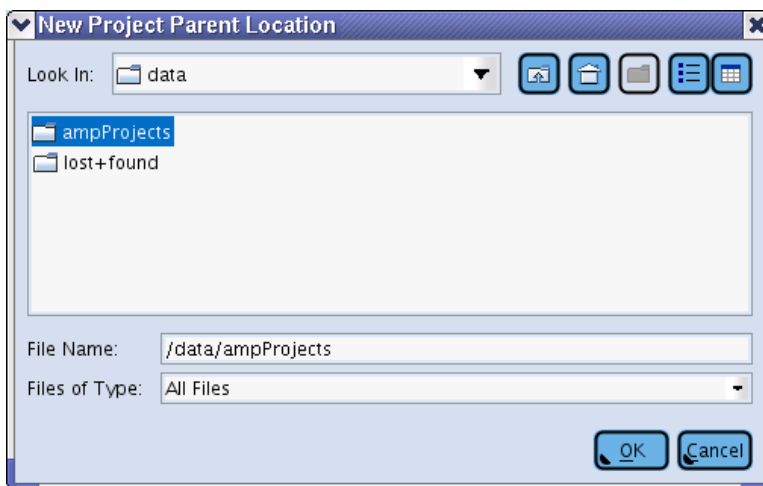 New Project Parent Location
Look In: data
ampProjects
lost+found
File Name: /data/ampProjects
Files of Type: All Files
OK Cancel